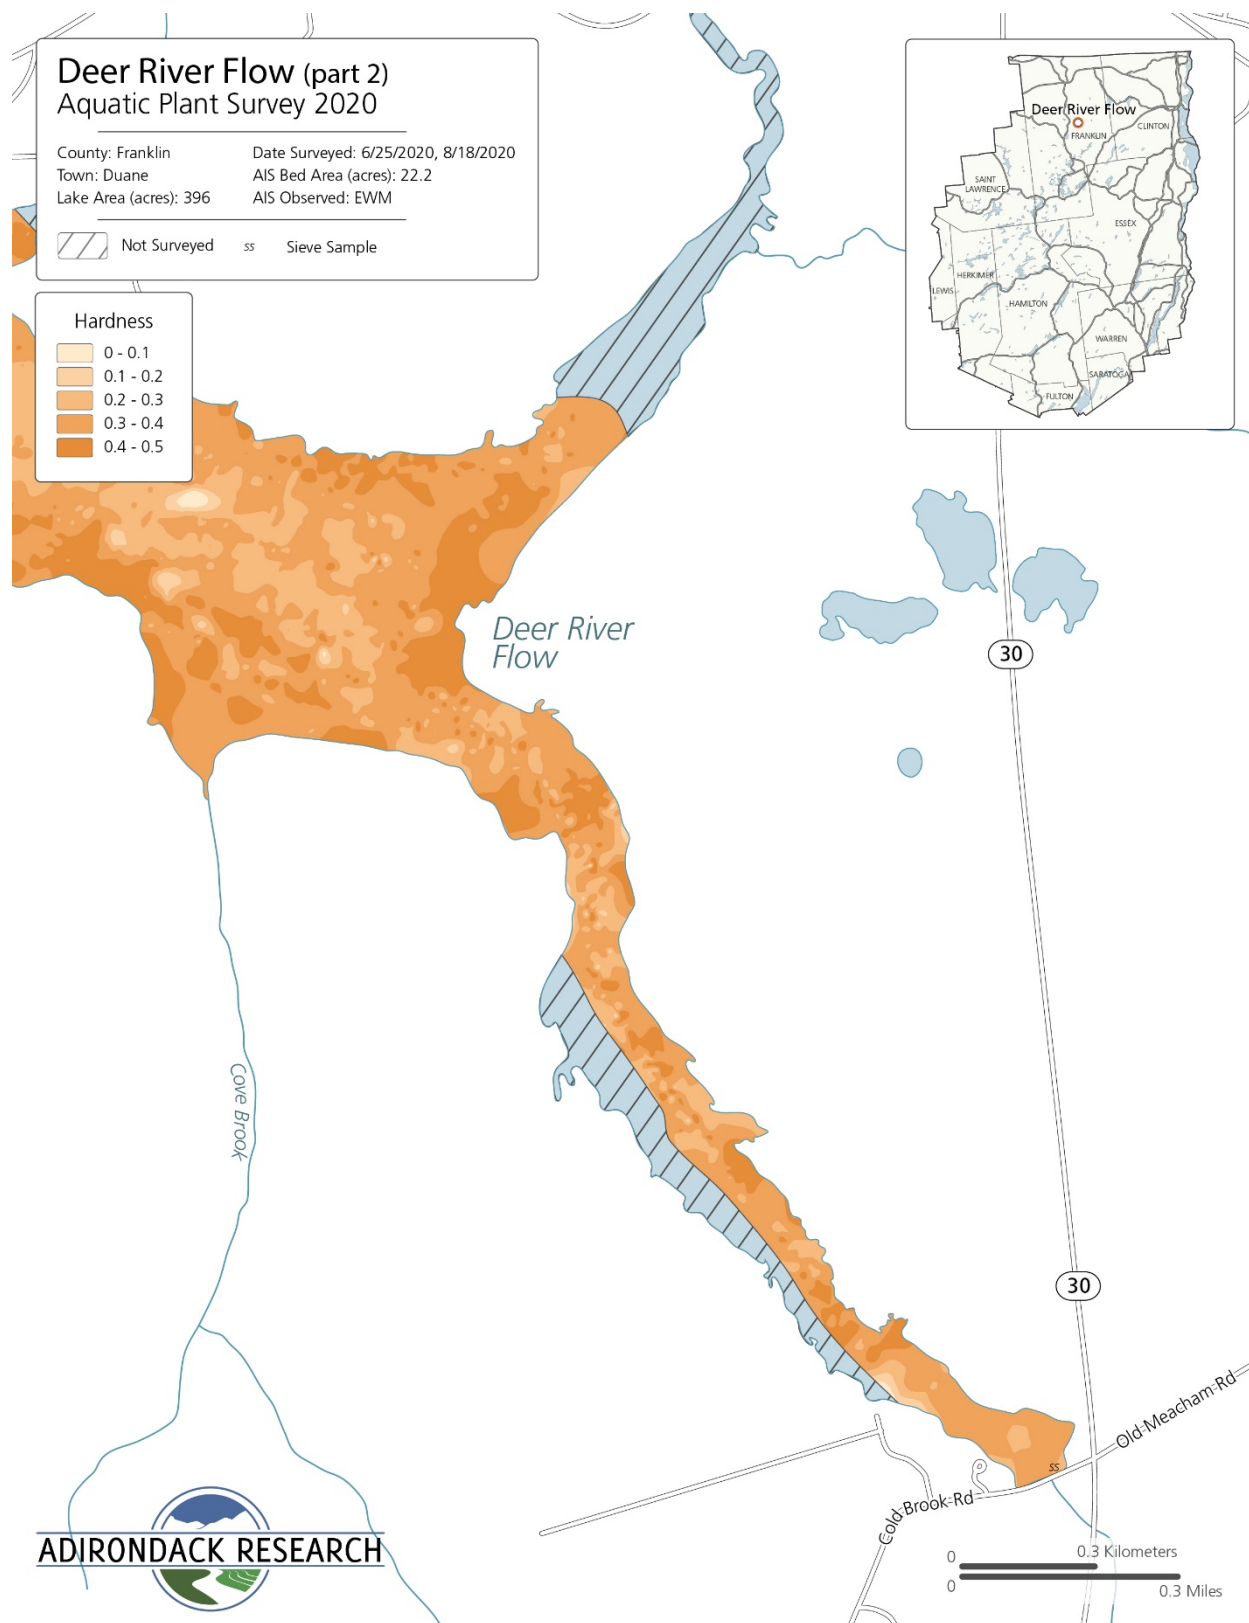 Deer River Flow (part 2)
Aquatic Plant Survey 2020
County: Franklin
Date Surveyed: 6/25/2020, 8/18/2020
Town: Duane
AIS Bed Area (acres): 22.2
Lake Area (acres): 396
AIS Observed: EWM
Not Surveyed
ss
Sieve Sample
Hardness
0 - 0.1
0.1 - 0.2
0.2 - 0.3
0.3 - 0.4
0.4 - 0.5
Deer River Flow
FRANKLIN
CLINTON
SAINT
LAWRENCE
ESSEX
HERKIMER
LEWIS
HAMILTON
WARREN
SARATOGA
FULTON
Deer River
Flow
30
Cove Brook
30
Old Meacham Rd
ss
Cold Brook Rd
ADIRONDACK RESEARCH
0
0.3 Kilometers
0
0.3 Miles